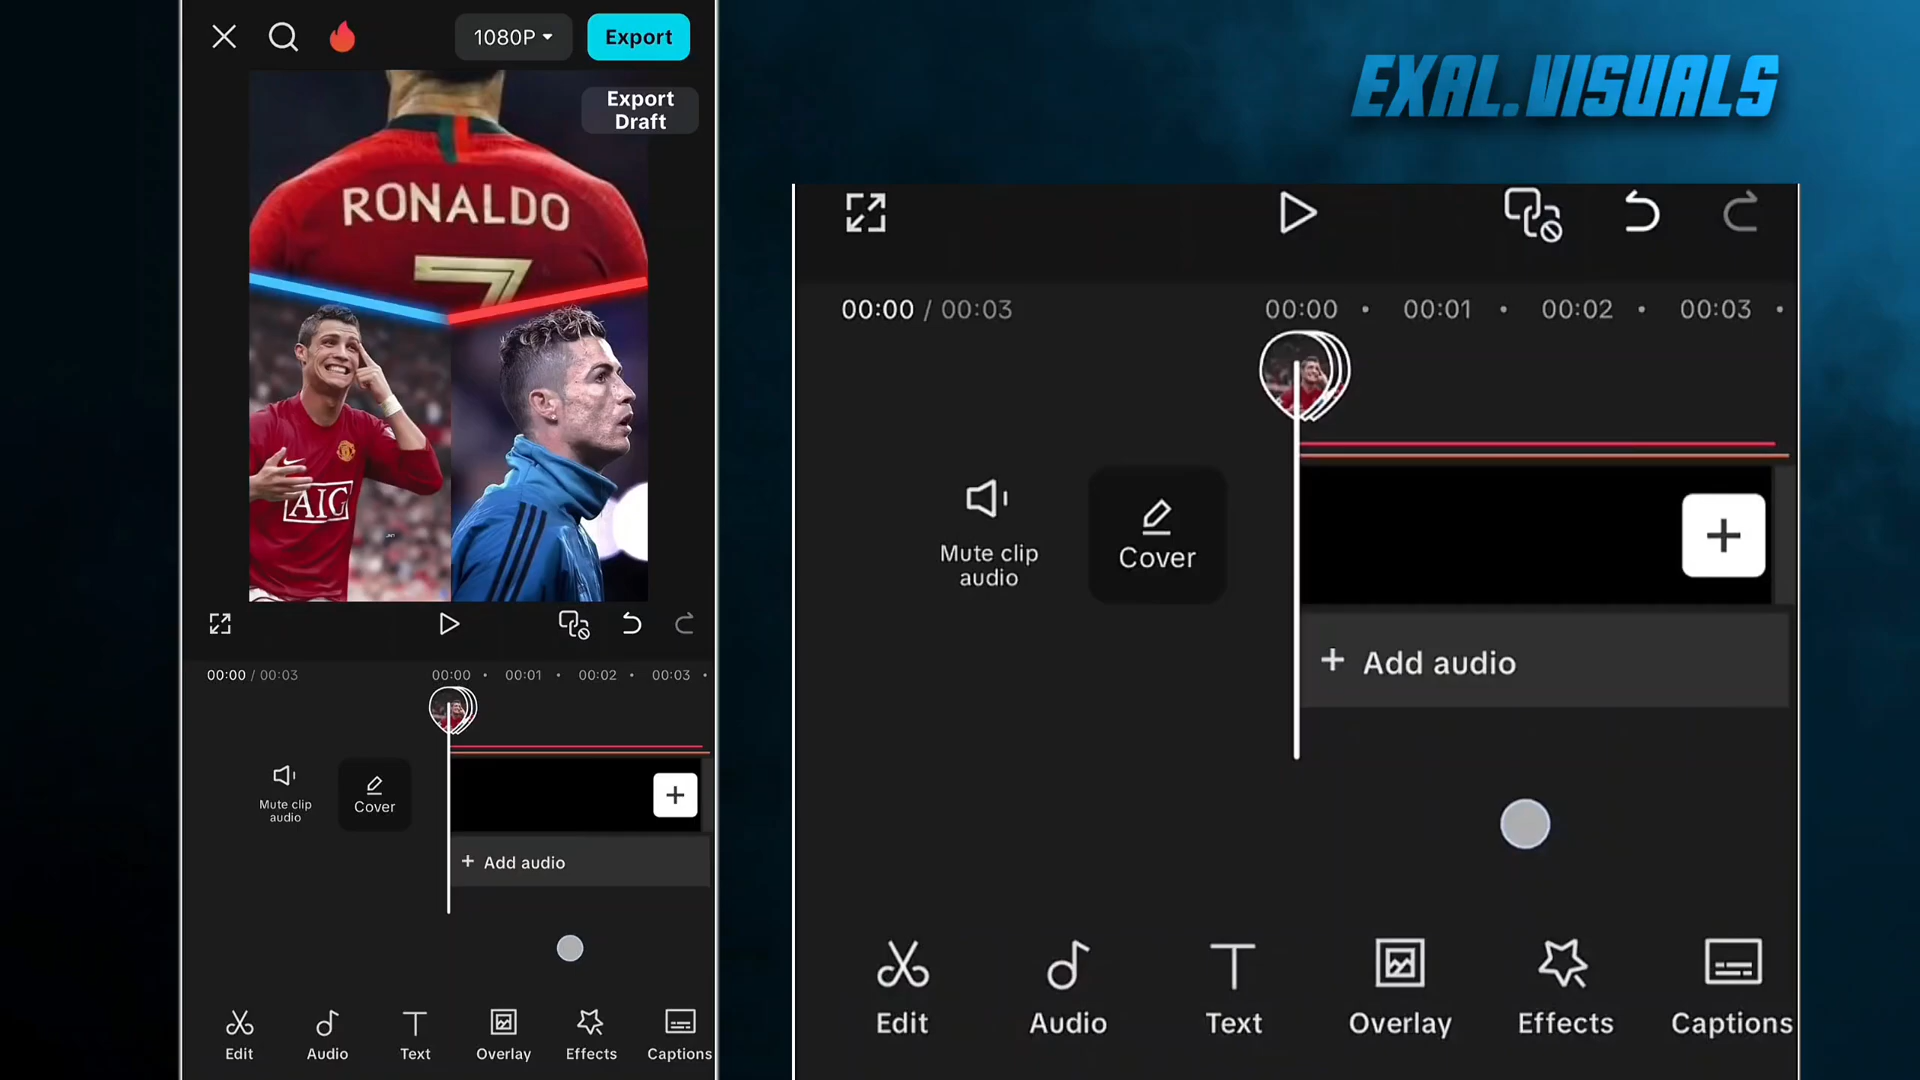 1080P
Export
Export
Draft
RONALDO
7
AIG
00:00 / 00:03
00:00
00:01
00:02
00:03
Mute clip
audio
Cover
+ Add audio
Edit
Audio
Text
Overlay
Effects
Captions
EXAL.VISUALS
00:00 / 00:03
00:00
00:01
00:02
00:03
Mute clip
audio
Cover
+ Add audio
Edit
Audio
Text
Overlay
Effects
Captions